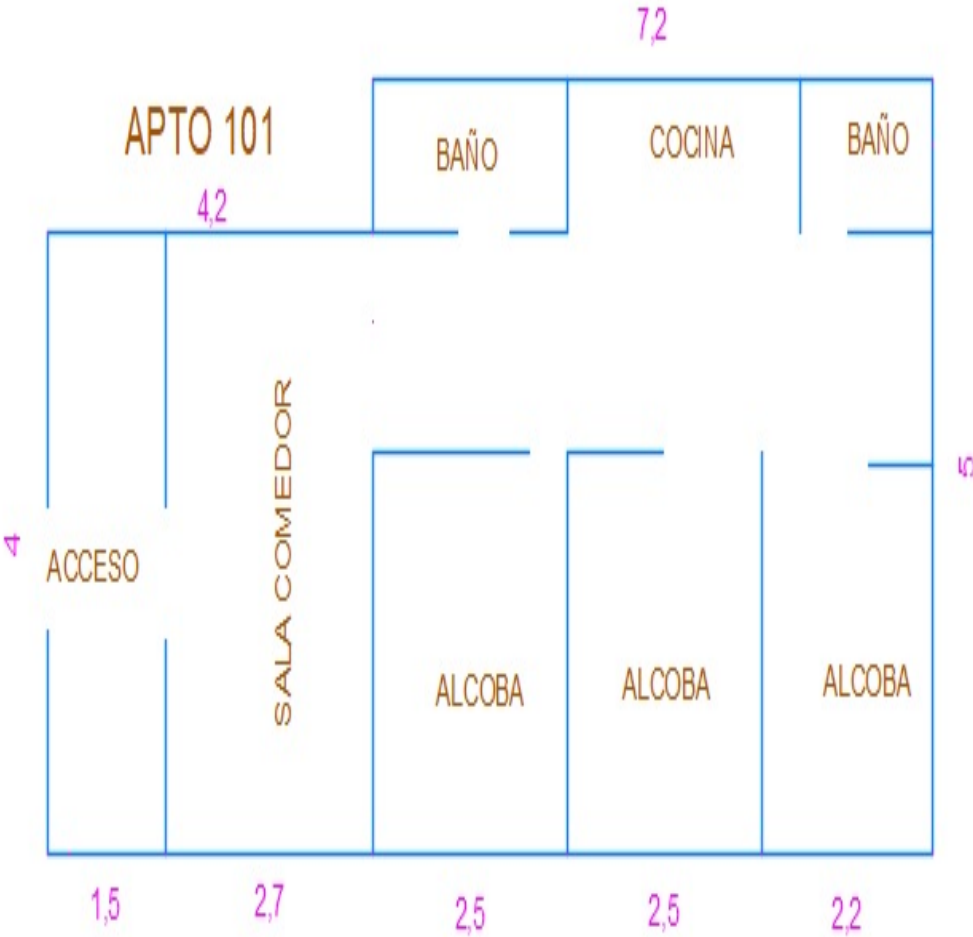 7,2
APTO 101
BAÑO
COCINA
BAÑO
4,2
SALA COMEDOR
5
4
ACCESO
ALCOBA
ALCOBA
ALCOBA
1,5
2,7
2,5
2,5
2,2